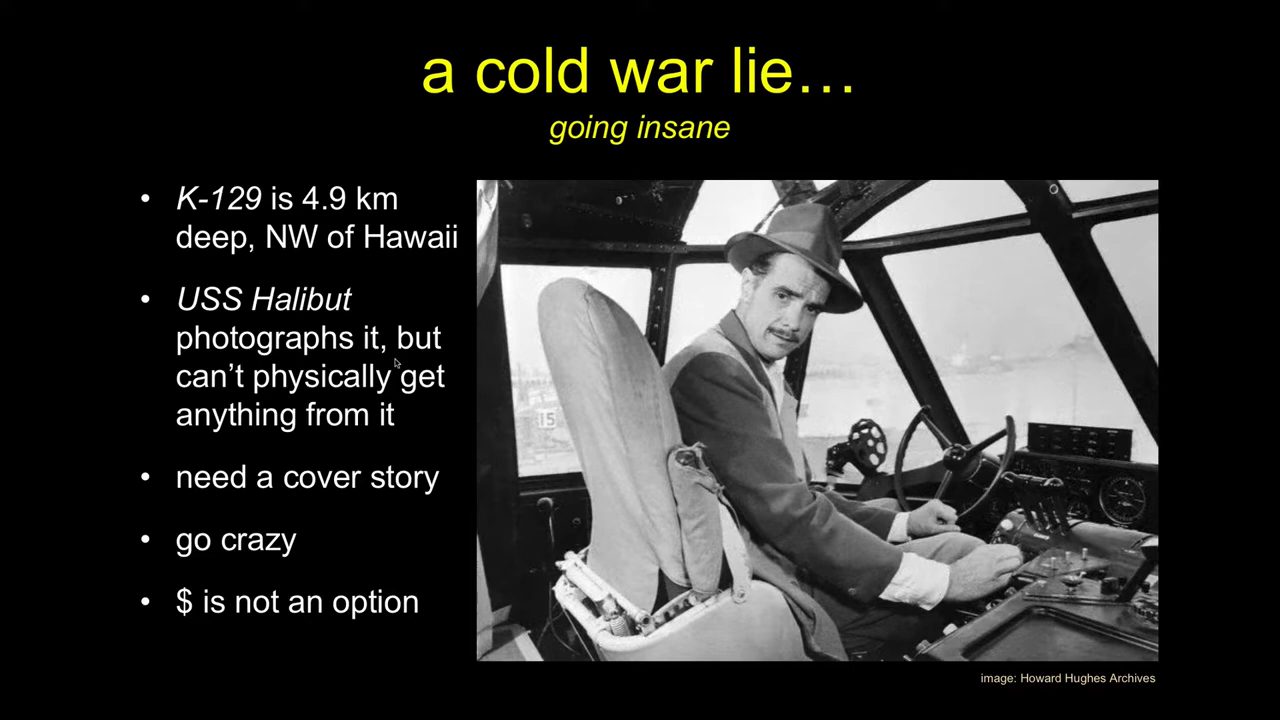 a cold war lie…
going insane
• K-129 is 4.9 km
deep, NW of Hawaii
• USS Halibut
photographs it, but
can’t physically get
anything from it
• need a cover story
• go crazy
• $ is not an option
15
image: Howard Hughes Archives